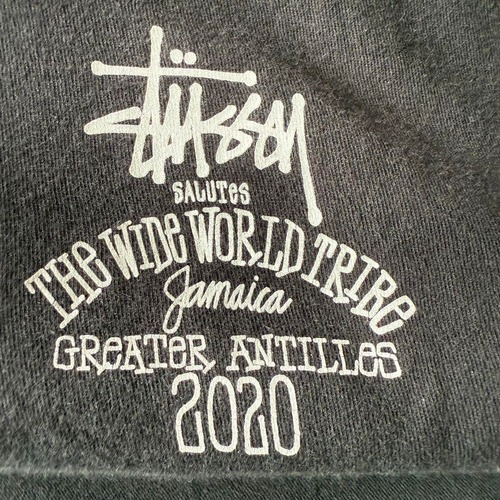 Stüssy
SALUTES
THE WIDE WORLD TRIBE
Jamaica
GREATER ANTILLES
2020